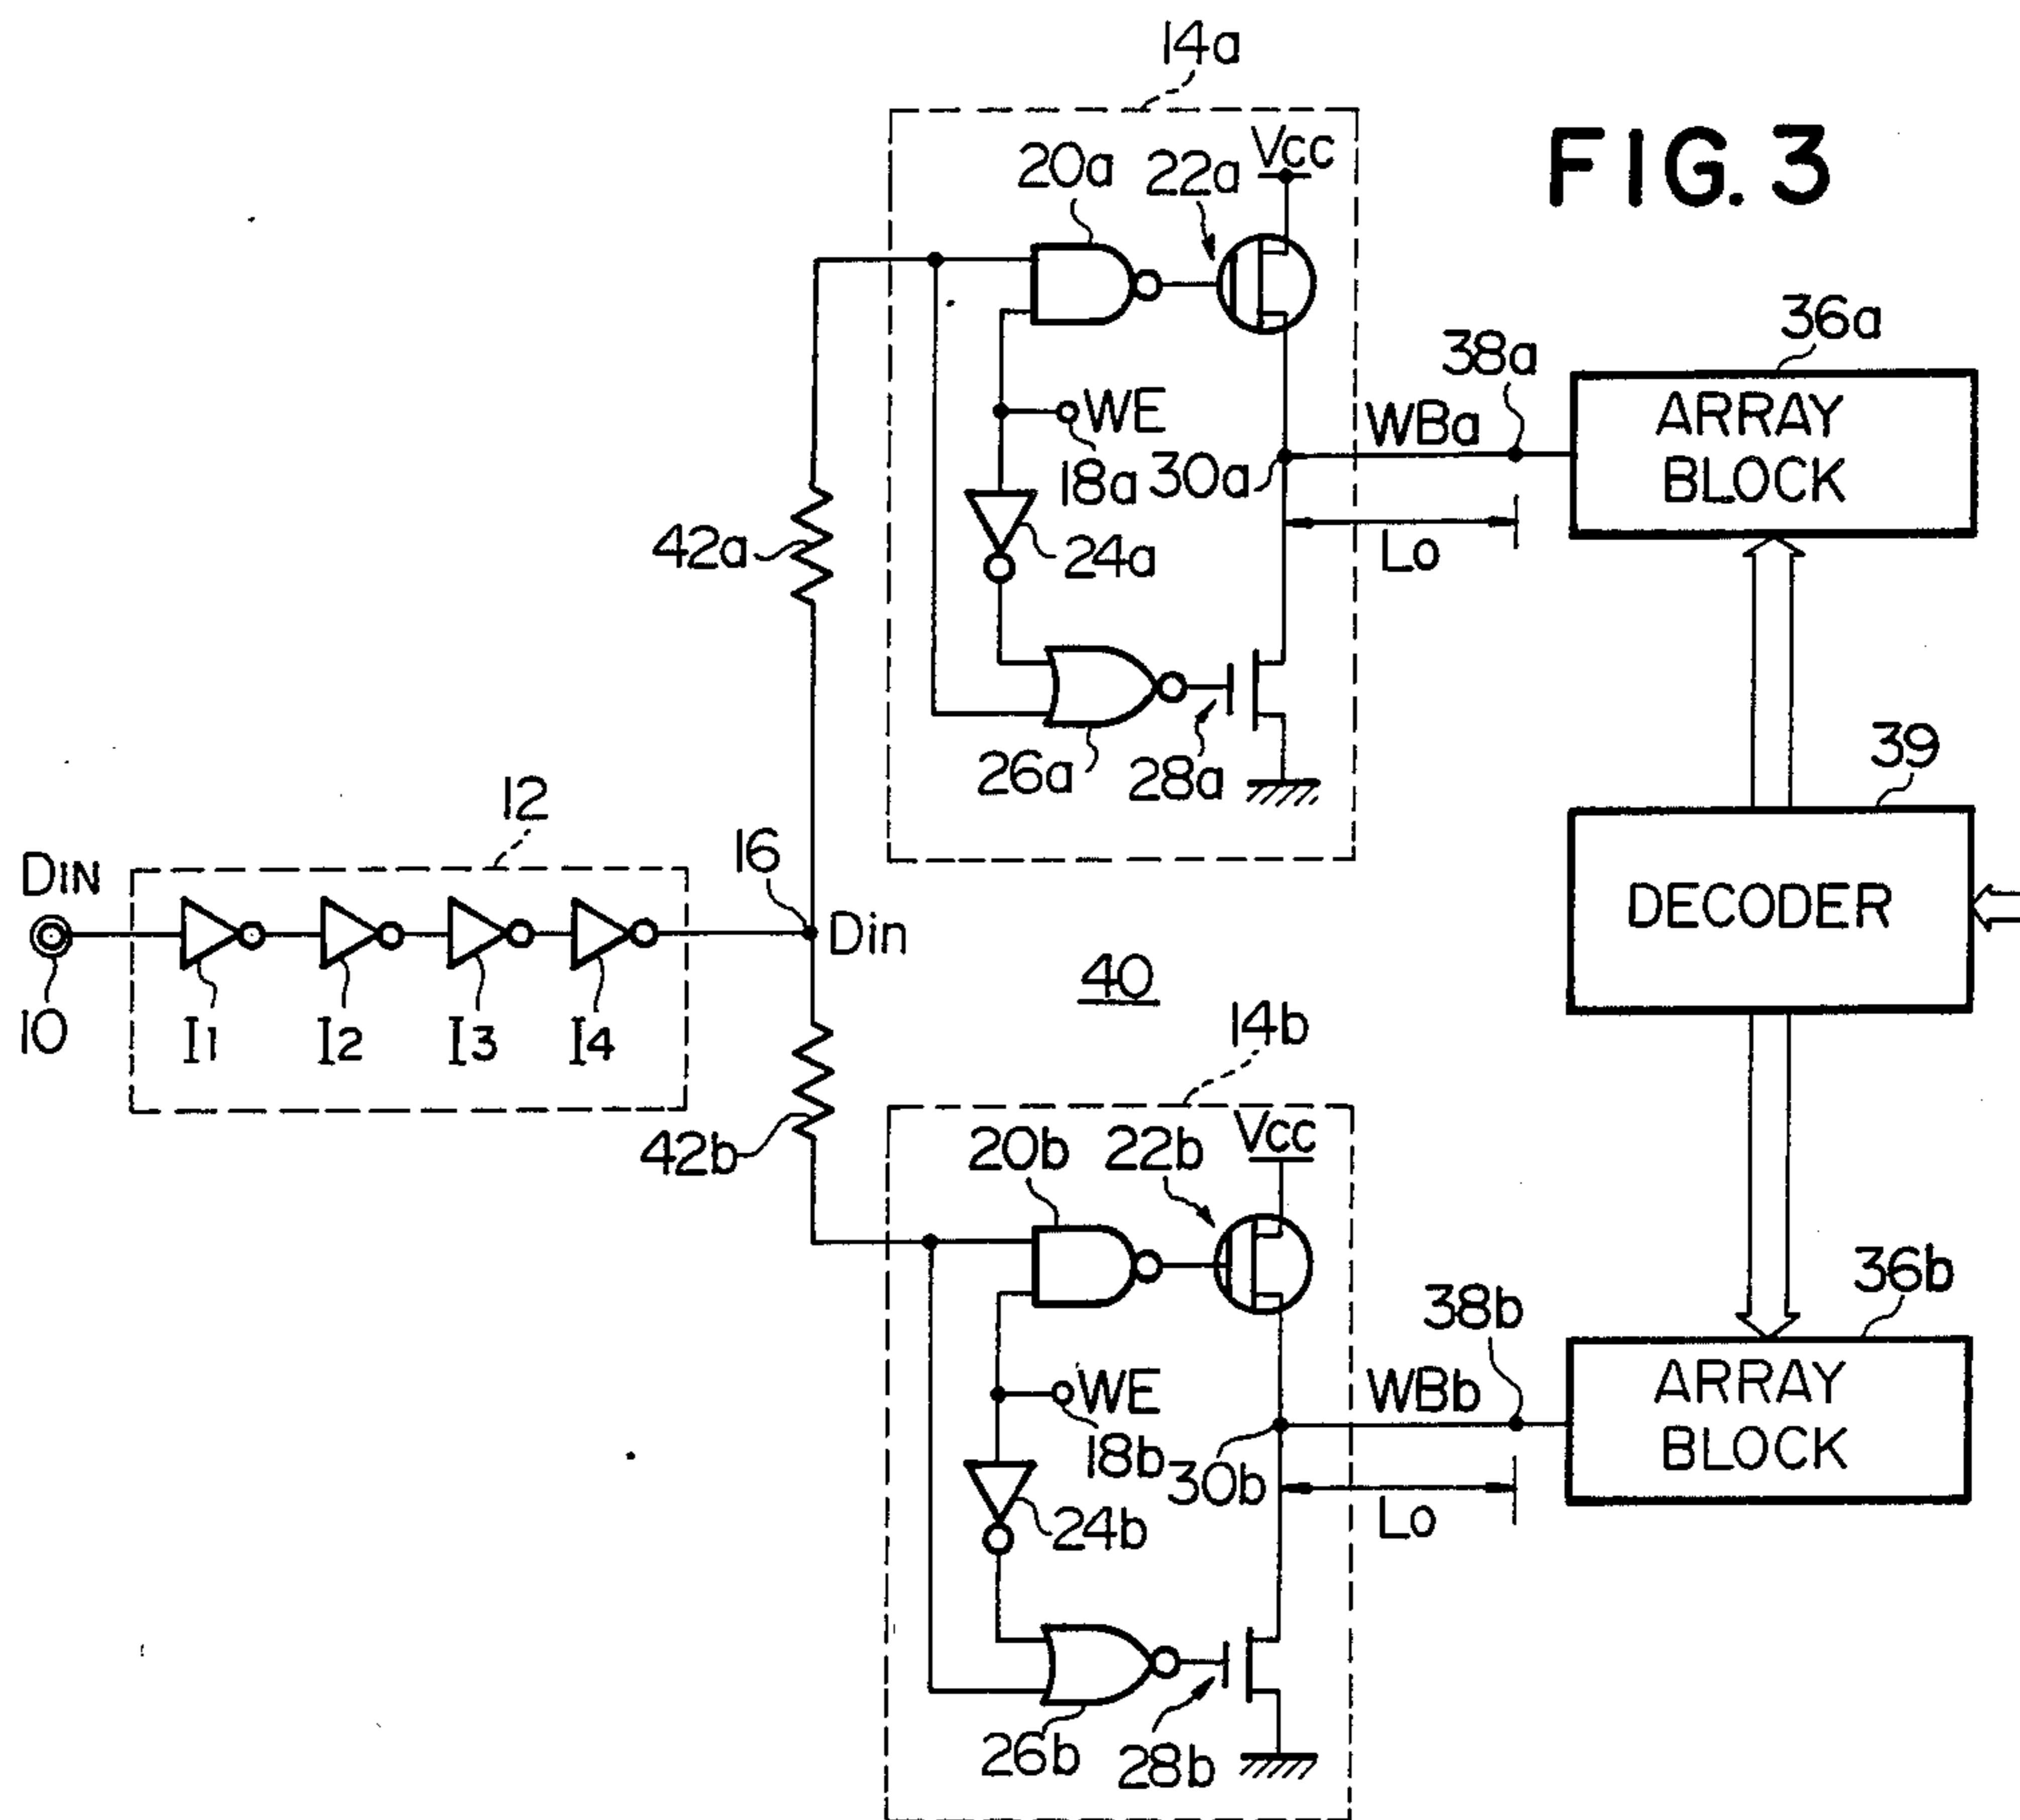 14a
FIG. 3
20a
22a
Vcc
36a
38a
ARRAY
BLOCK
WE
WBa
18a
30a
42a
24a
Lo
26a
28a
39
12
16
DIN
Din
DECODER
10
I1
I2
I3
I4
40
14b
42b
20b
22b
Vcc
36b
38b
ARRAY
BLOCK
WE
WBb
18b
30b
24b
Lo
26b
28b